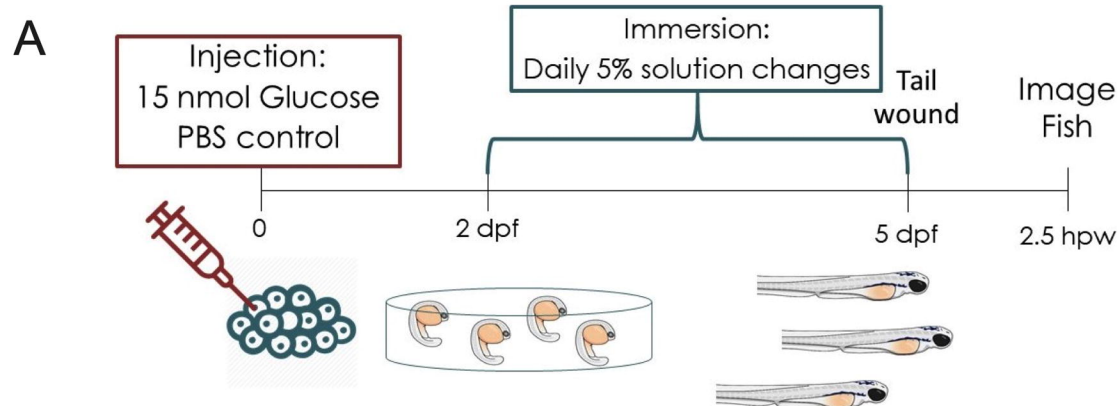 A
Injection:
15 nmol Glucose
PBS control
Immersion:
Daily 5% solution changes
Tail
wound
Image
Fish
0
2 dpf
5 dpf
2.5 hpw